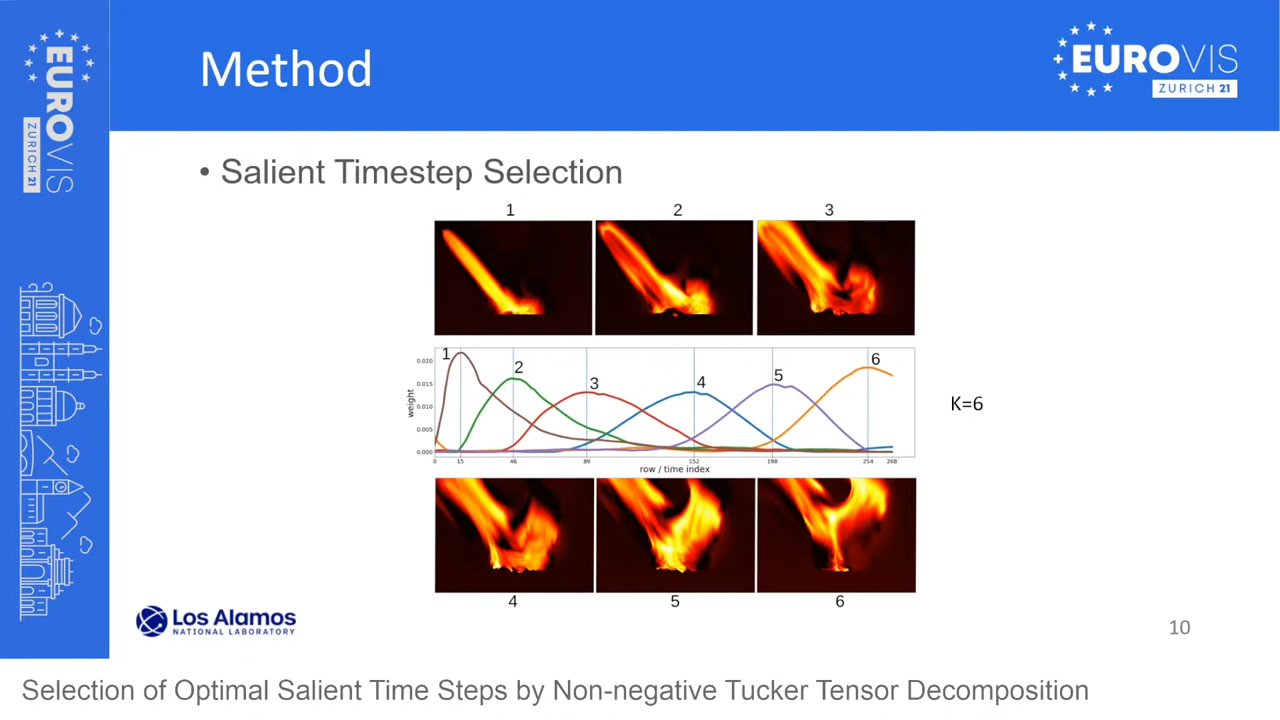 Method
EUROVIS
ZURICH 21
EUROVIS
ZURICH 21
• Salient Timestep Selection
1 2 3
1 2 3 4 5 6
0.020
0.015
0.010
0.005
0.000
weight
0 15 46 89 152 198 254 268
row / time index
K=6
4 5 6
Los Alamos
NATIONAL LABORATORY
10
Selection of Optimal Salient Time Steps by Non-negative Tucker Tensor Decomposition